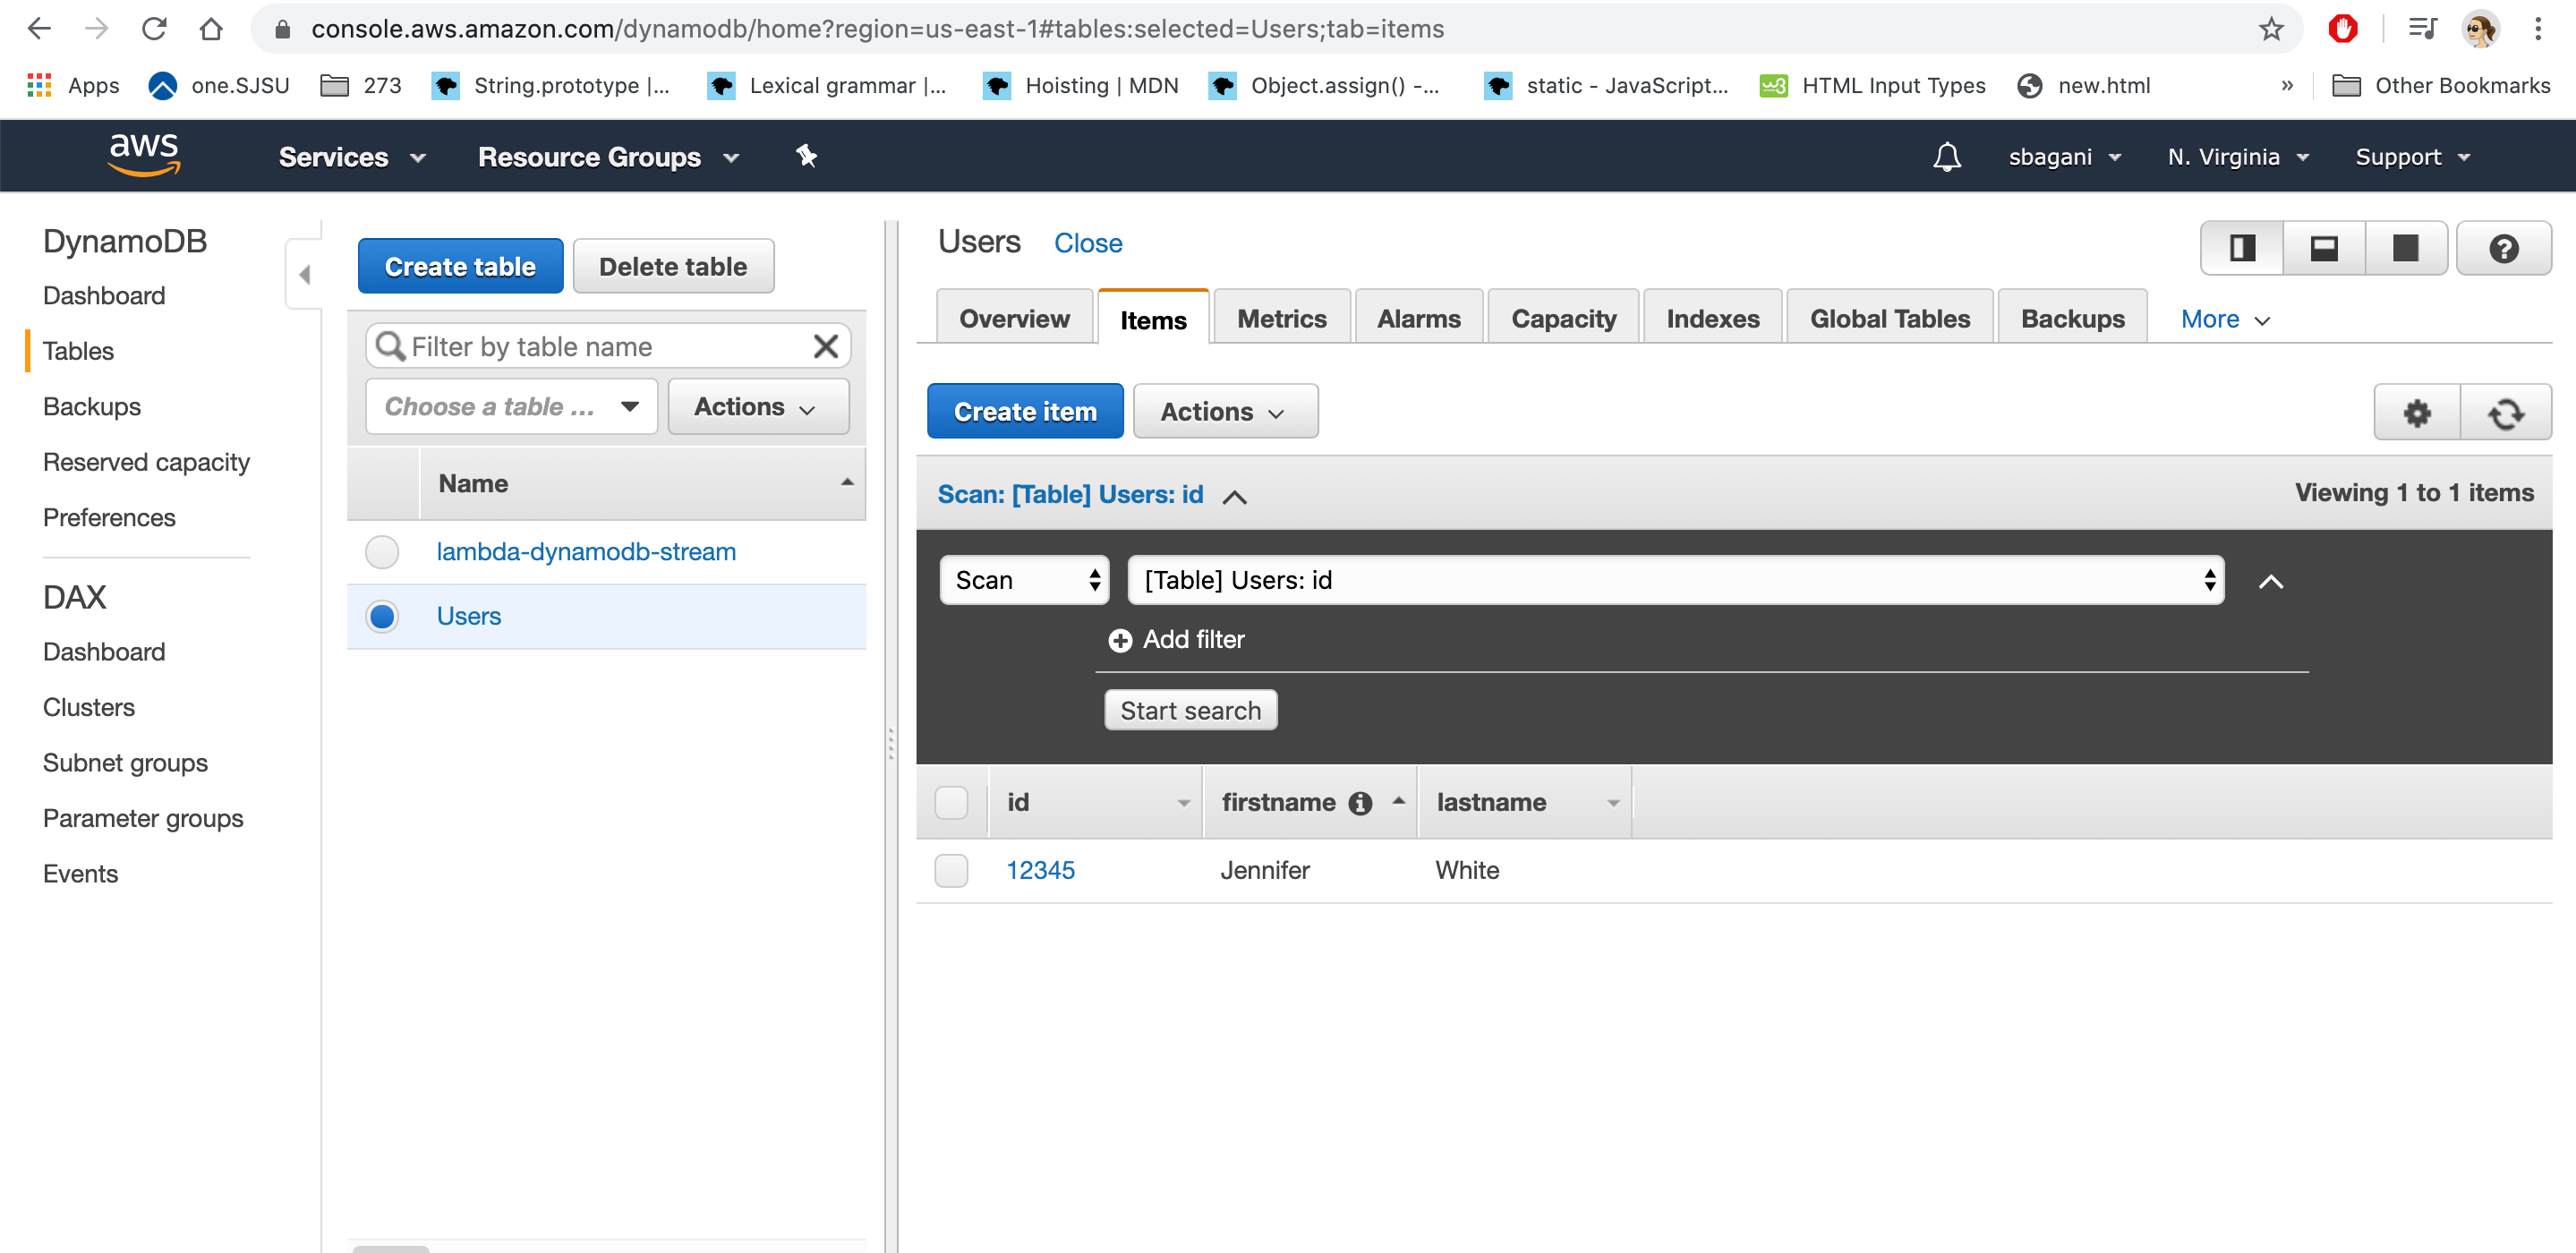 console.aws.amazon.com/dynamodb/home?region=us-east-1#tables:selected=Users;tab=items
Apps one.SJSU 273 String.prototype |... Lexical grammar |... Hoisting | MDN Object.assign() -... static - JavaScript... w3 HTML Input Types new.html » Other Bookmarks
aws Services Resource Groups sbagani N. Virginia Support
DynamoDB
Dashboard
Tables
Backups
Reserved capacity
Preferences
DAX
Dashboard
Clusters
Subnet groups
Parameter groups
Events
Create table Delete table
Filter by table name
Choose a table ... Actions
Name
lambda-dynamodb-stream
Users
Users Close
Overview Items Metrics Alarms Capacity Indexes Global Tables Backups More
Create item Actions
Scan: [Table] Users: id Viewing 1 to 1 items
Scan [Table] Users: id
Add filter
Start search
id firstname lastname
12345 Jennifer White